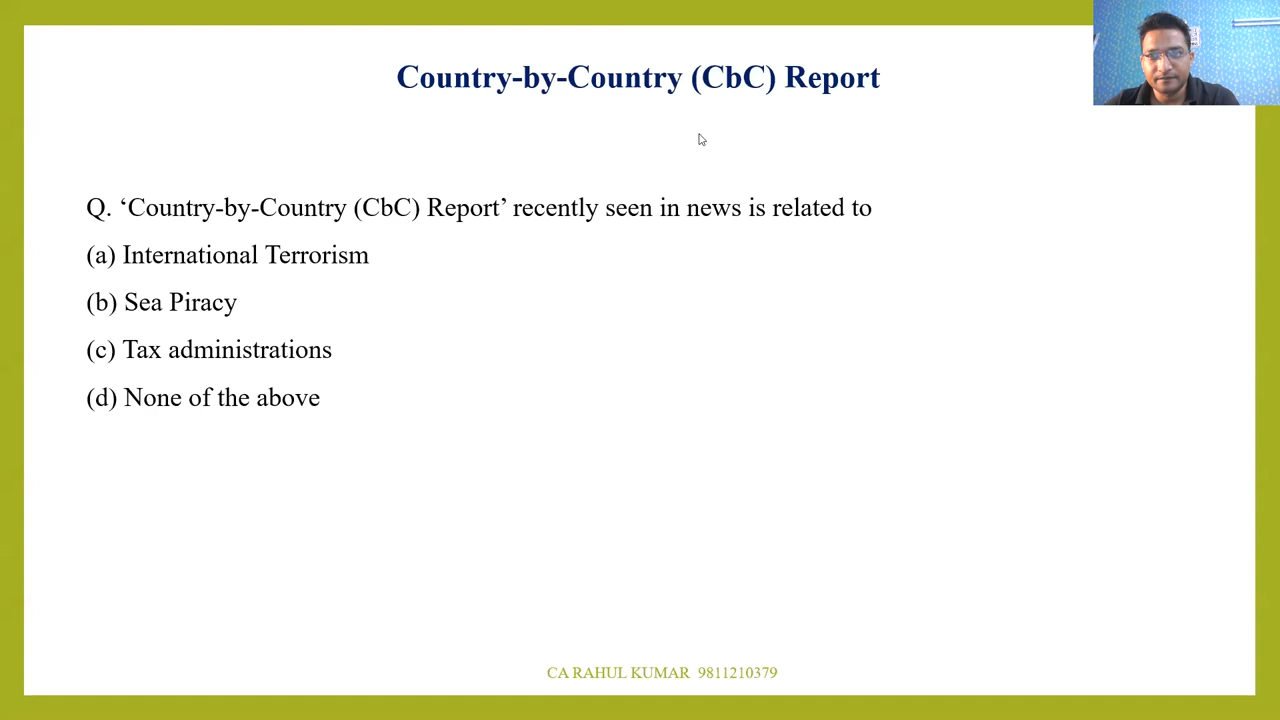 Country-by-Country (CbC) Report
Q. ‘Country-by-Country (CbC) Report’ recently seen in news is related to
(a) International Terrorism
(b) Sea Piracy
(c) Tax administrations
(d) None of the above
CA RAHUL KUMAR 9811210379